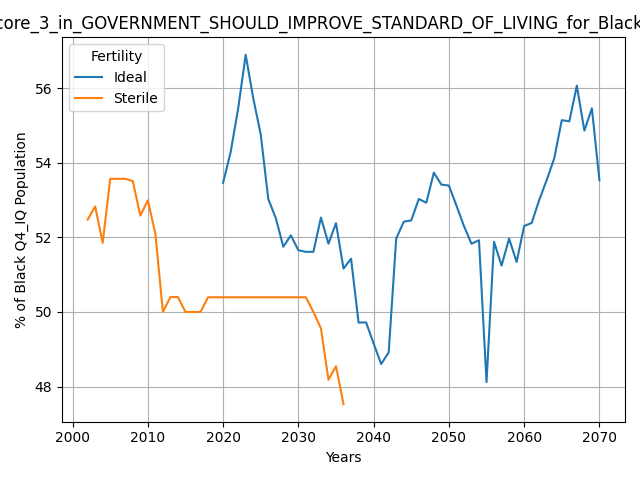 core_3_in_GOVERNMENT_SHOULD_IMPROVE_STANDARD_OF_LIVING_for_Black
Fertility
Ideal
Sterile
% of Black Q4_IQ Population
56
54
52
50
48
2000 2010 2020 2030 2040 2050 2060 2070
Years